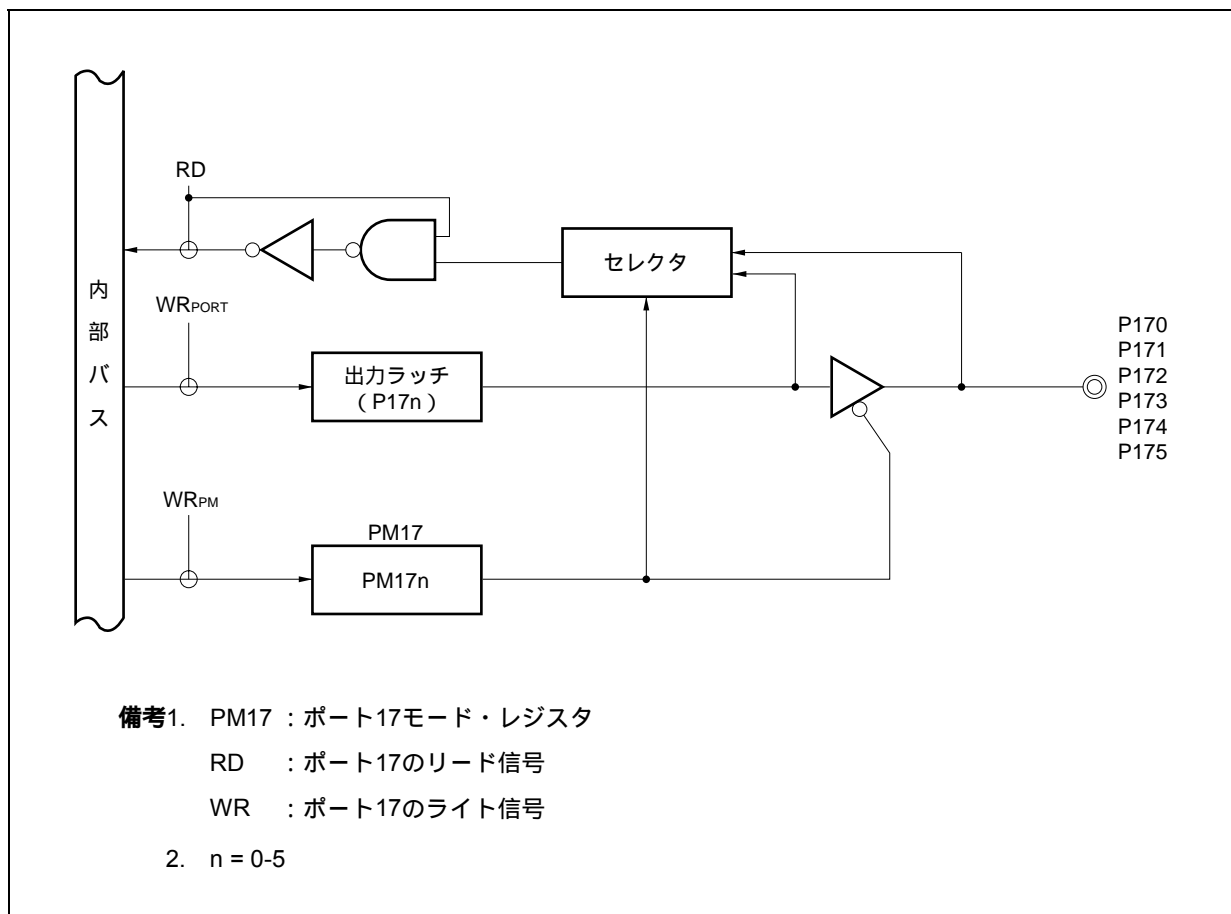 RD
セレクタ
内部バス
WRPORT
出力ラッチ
（P17n）
P170
P171
P172
P173
P174
P175
WRPM
PM17
PM17n
備考1. PM17 ：ポート17モード・レジスタ
RD ：ポート17のリード信号
WR ：ポート17のライト信号
2. n = 0-5